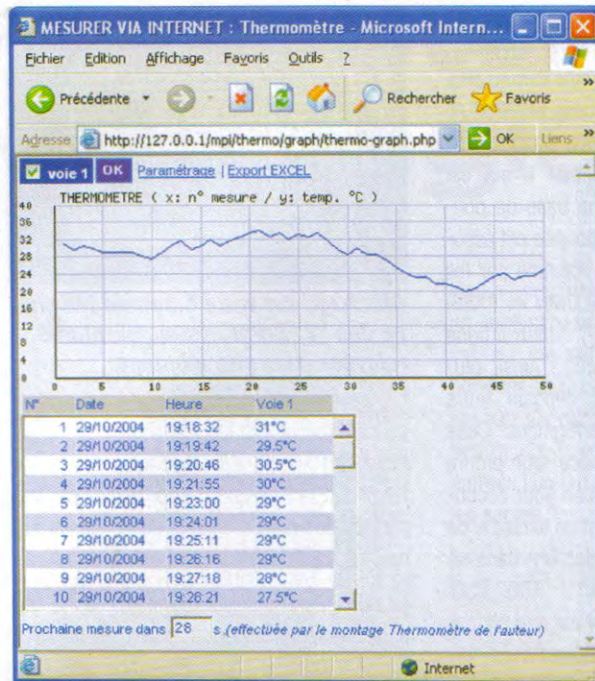 MESURER VIA INTERNET : Thermomètre - Microsoft Intern...
Fichier Edition Affichage Favoris Outils ?
Précédente Rechercher Favoris
Adresse http://127.0.0.1/mpi/thermo/graph/thermo-graph.php OK Liens
voie 1 OK Paramétrage | Export EXCEL
THERMOMETRE ( x: n° mesure / y: temp. °C )
40
36
32
28
24
20
16
12
8
4
0
0 5 10 15 20 25 30 35 40 45 50
N° Date Heure Voie 1
1 29/10/2004 19:18:32 31°C
2 29/10/2004 19:19:42 29.5°C
3 29/10/2004 19:20:46 30.5°C
4 29/10/2004 19:21:55 30°C
5 29/10/2004 19:23:00 29°C
6 29/10/2004 19:24:01 29°C
7 29/10/2004 19:25:11 29°C
8 29/10/2004 19:26:16 29°C
9 29/10/2004 19:27:18 28°C
10 29/10/2004 19:28:21 27.5°C
Prochaine mesure dans 28 s (effectuée par le montage Thermomètre de l'auteur)
Internet